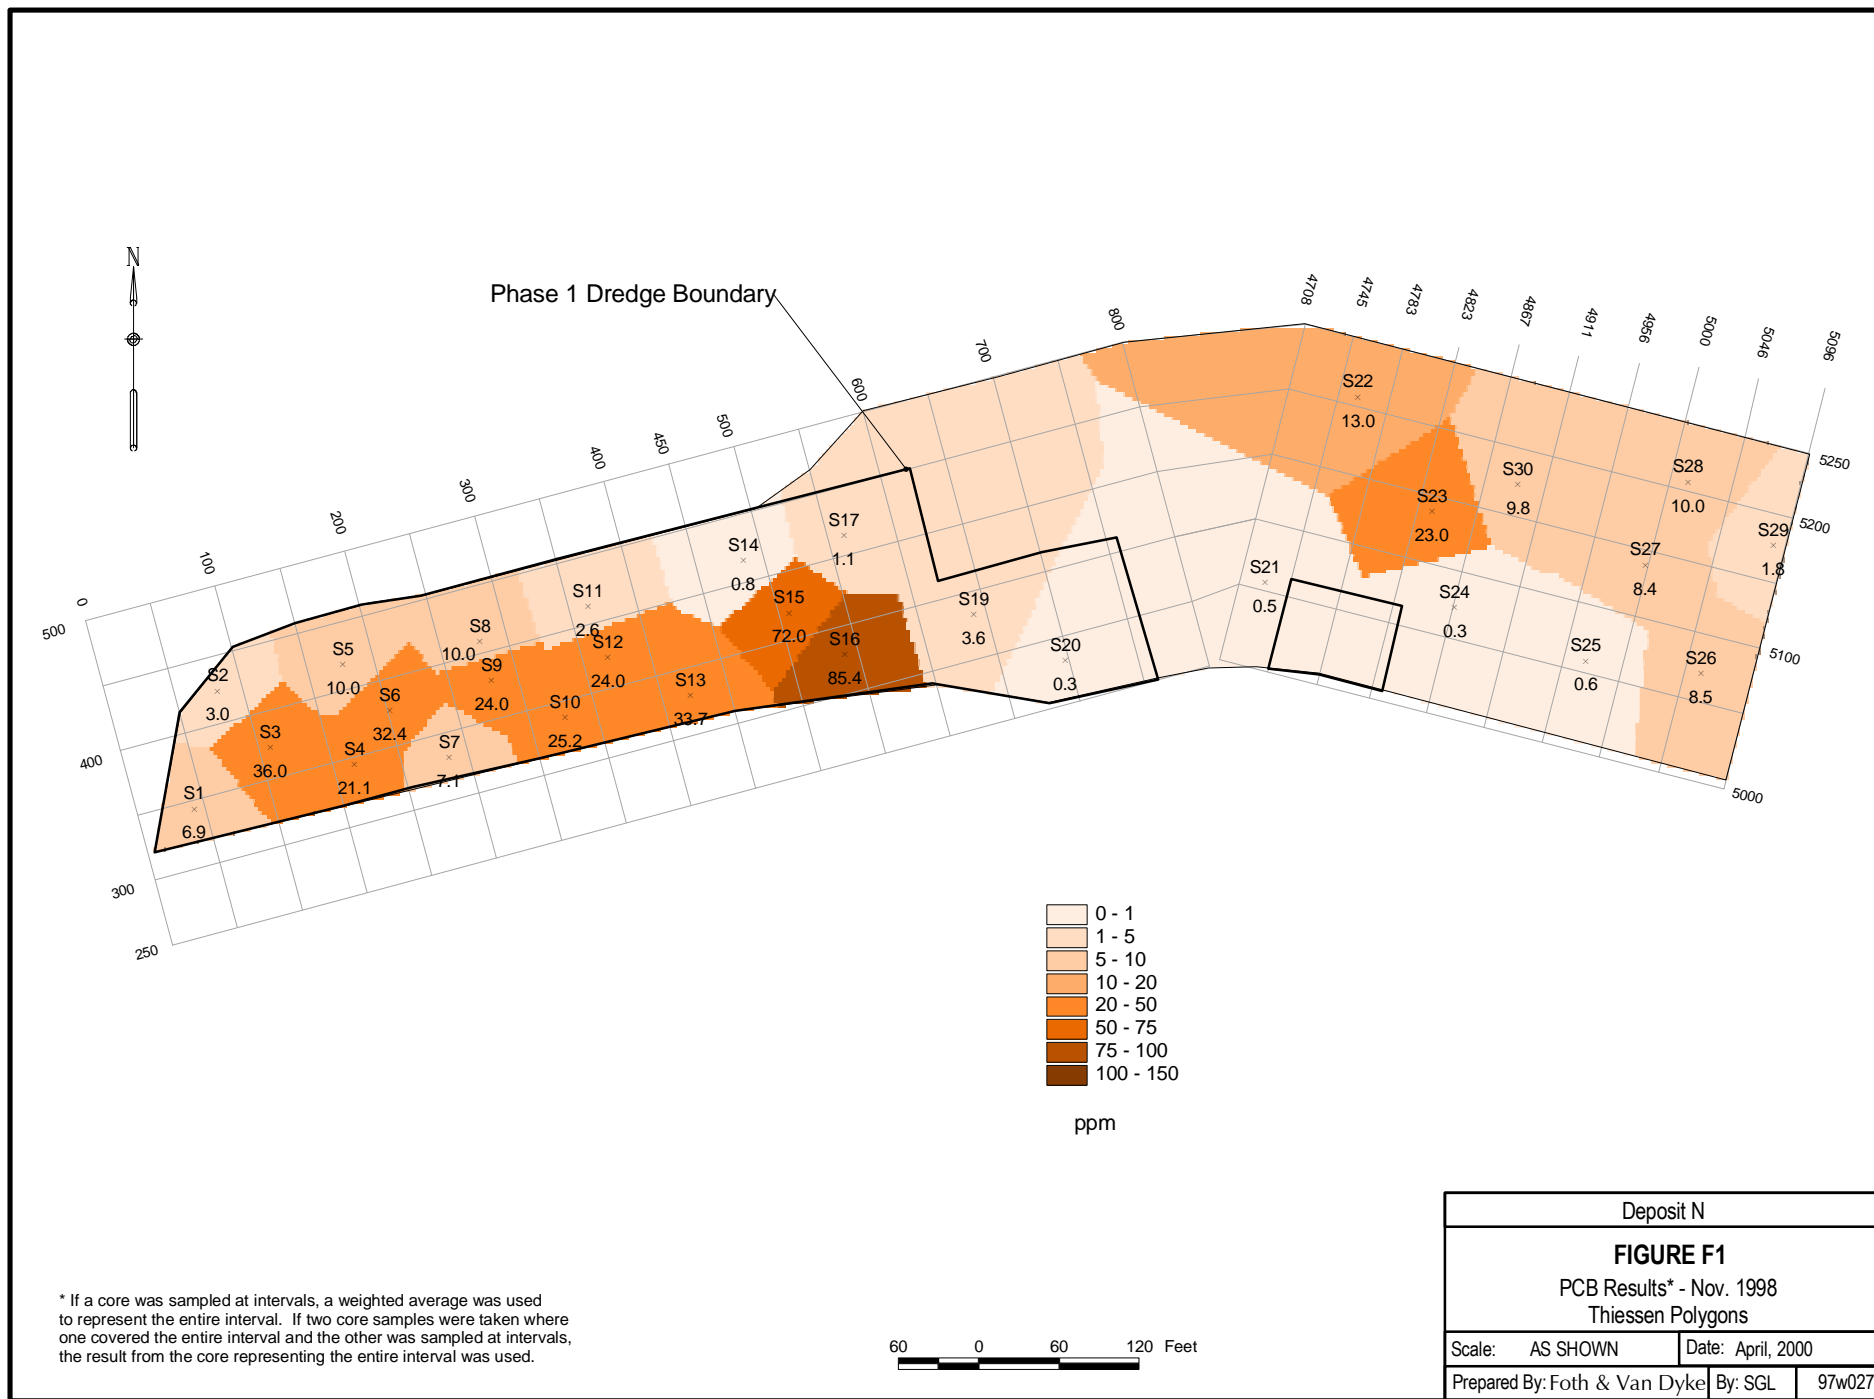 N
Phase 1 Dredge Boundary
0
100
200
300
400
450
500
600
700
800
4708
4745
4783
4823
4867
4911
4956
5000
5046
5096
500
400
300
250
5250
5200
5100
5000
S1
6.9
S2
3.0
S3
36.0
S4
21.1
S5
10.0
S6
32.4
S7
7.1
S8
10.0
S9
24.0
S10
25.2
S11
2.6
S12
24.0
S13
33.7
S14
0.8
S15
72.0
S16
85.4
S17
1.1
S19
3.6
S20
0.3
S21
0.5
S22
13.0
S23
23.0
S24
0.3
S25
0.6
S26
8.5
S27
8.4
S28
10.0
S29
1.8
S30
9.8
0 - 1
1 - 5
5 - 10
10 - 20
20 - 50
50 - 75
75 - 100
100 - 150
ppm
* If a core was sampled at intervals, a weighted average was used
to represent the entire interval. If two core samples were taken where
one covered the entire interval and the other was sampled at intervals,
the result from the core representing the entire interval was used.
60 0 60 120 Feet
Deposit N
FIGURE F1
PCB Results* - Nov. 1998
Thiessen Polygons
Scale: AS SHOWN Date: April, 2000
Prepared By: Foth & Van Dyke By: SGL 97w027